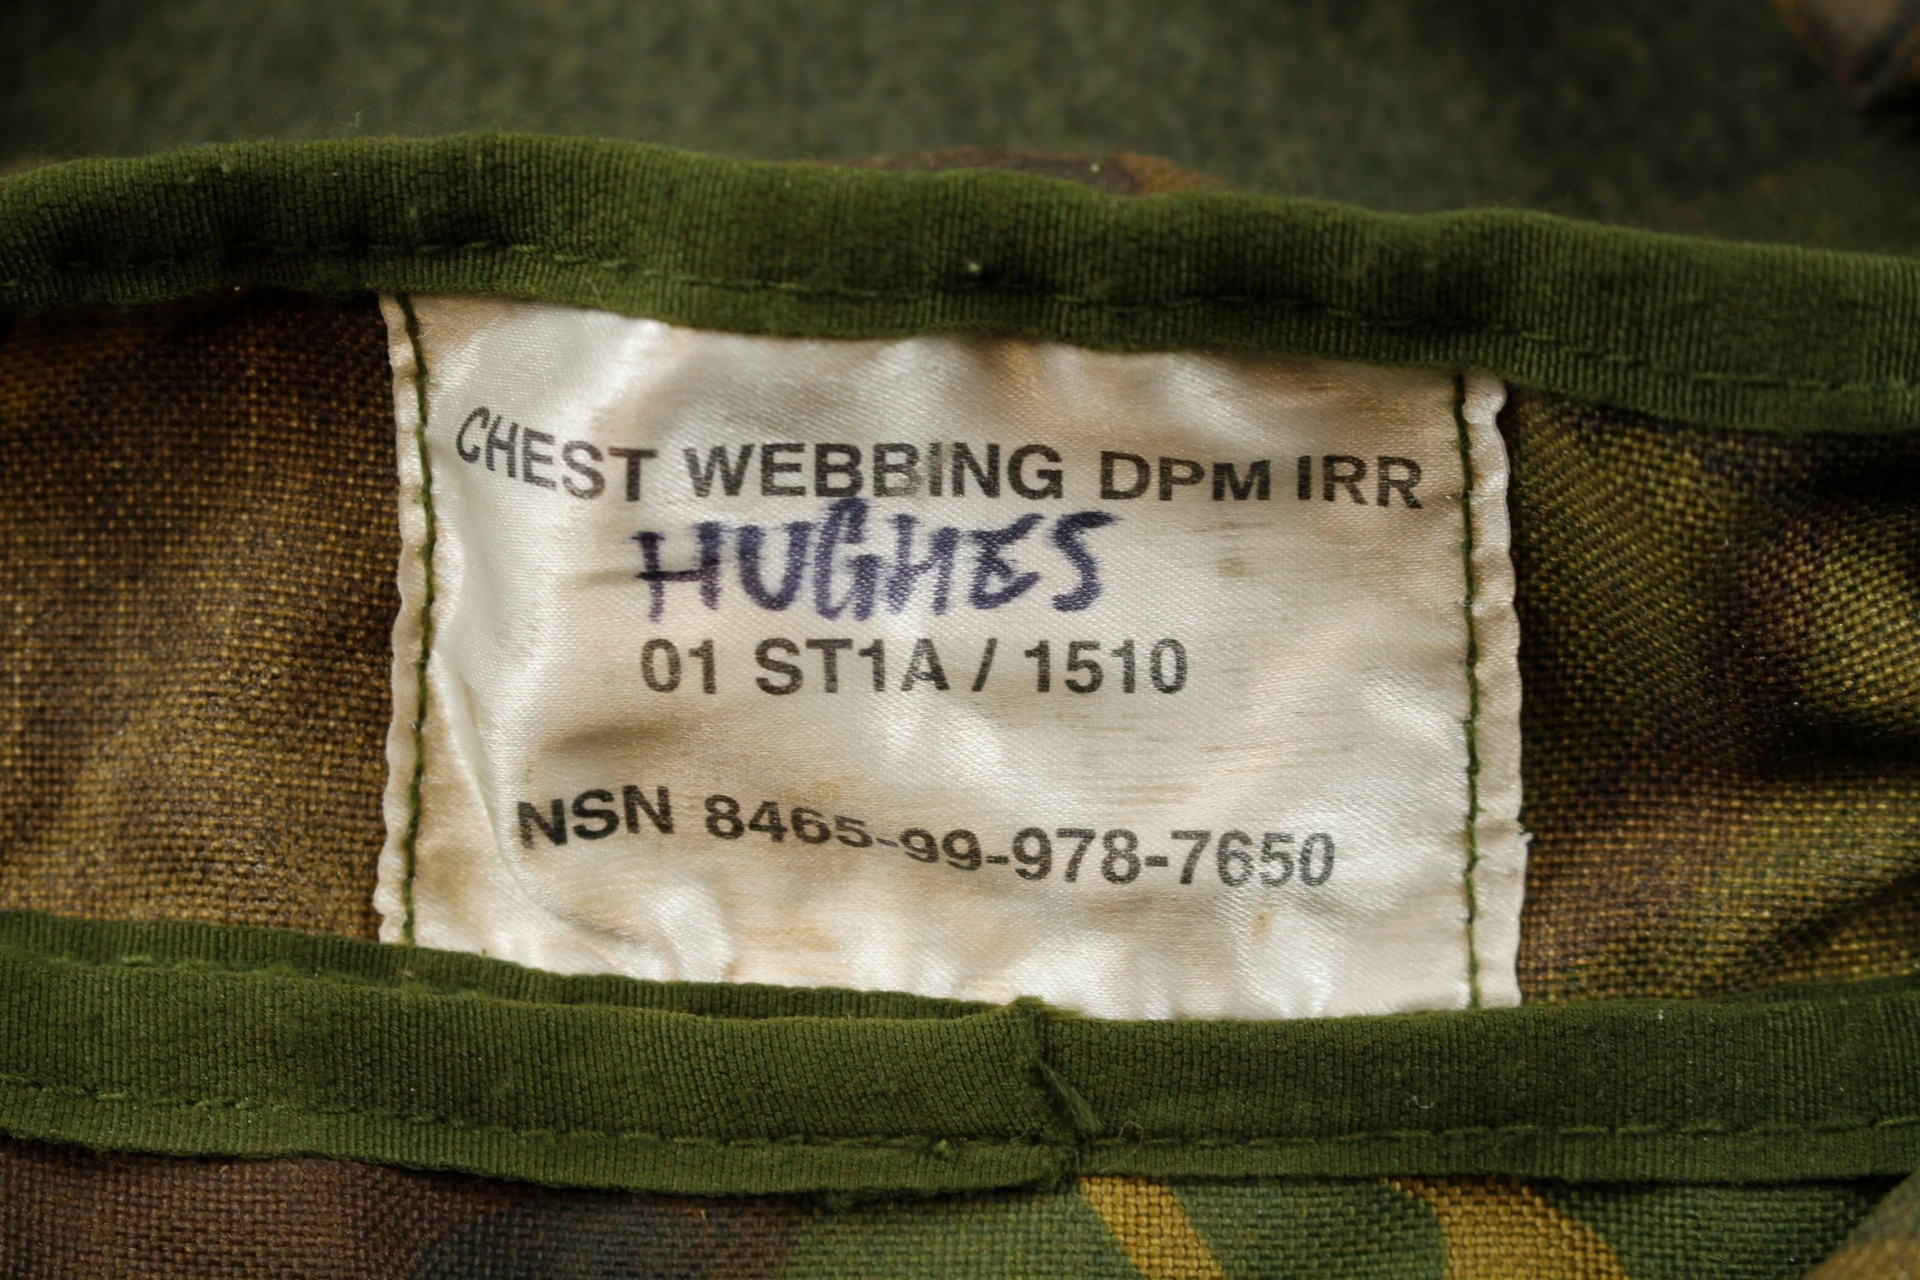 CHEST WEBBING DPM IRR
HUGHES
01 ST1A / 1510
NSN 8465-99-978-7650